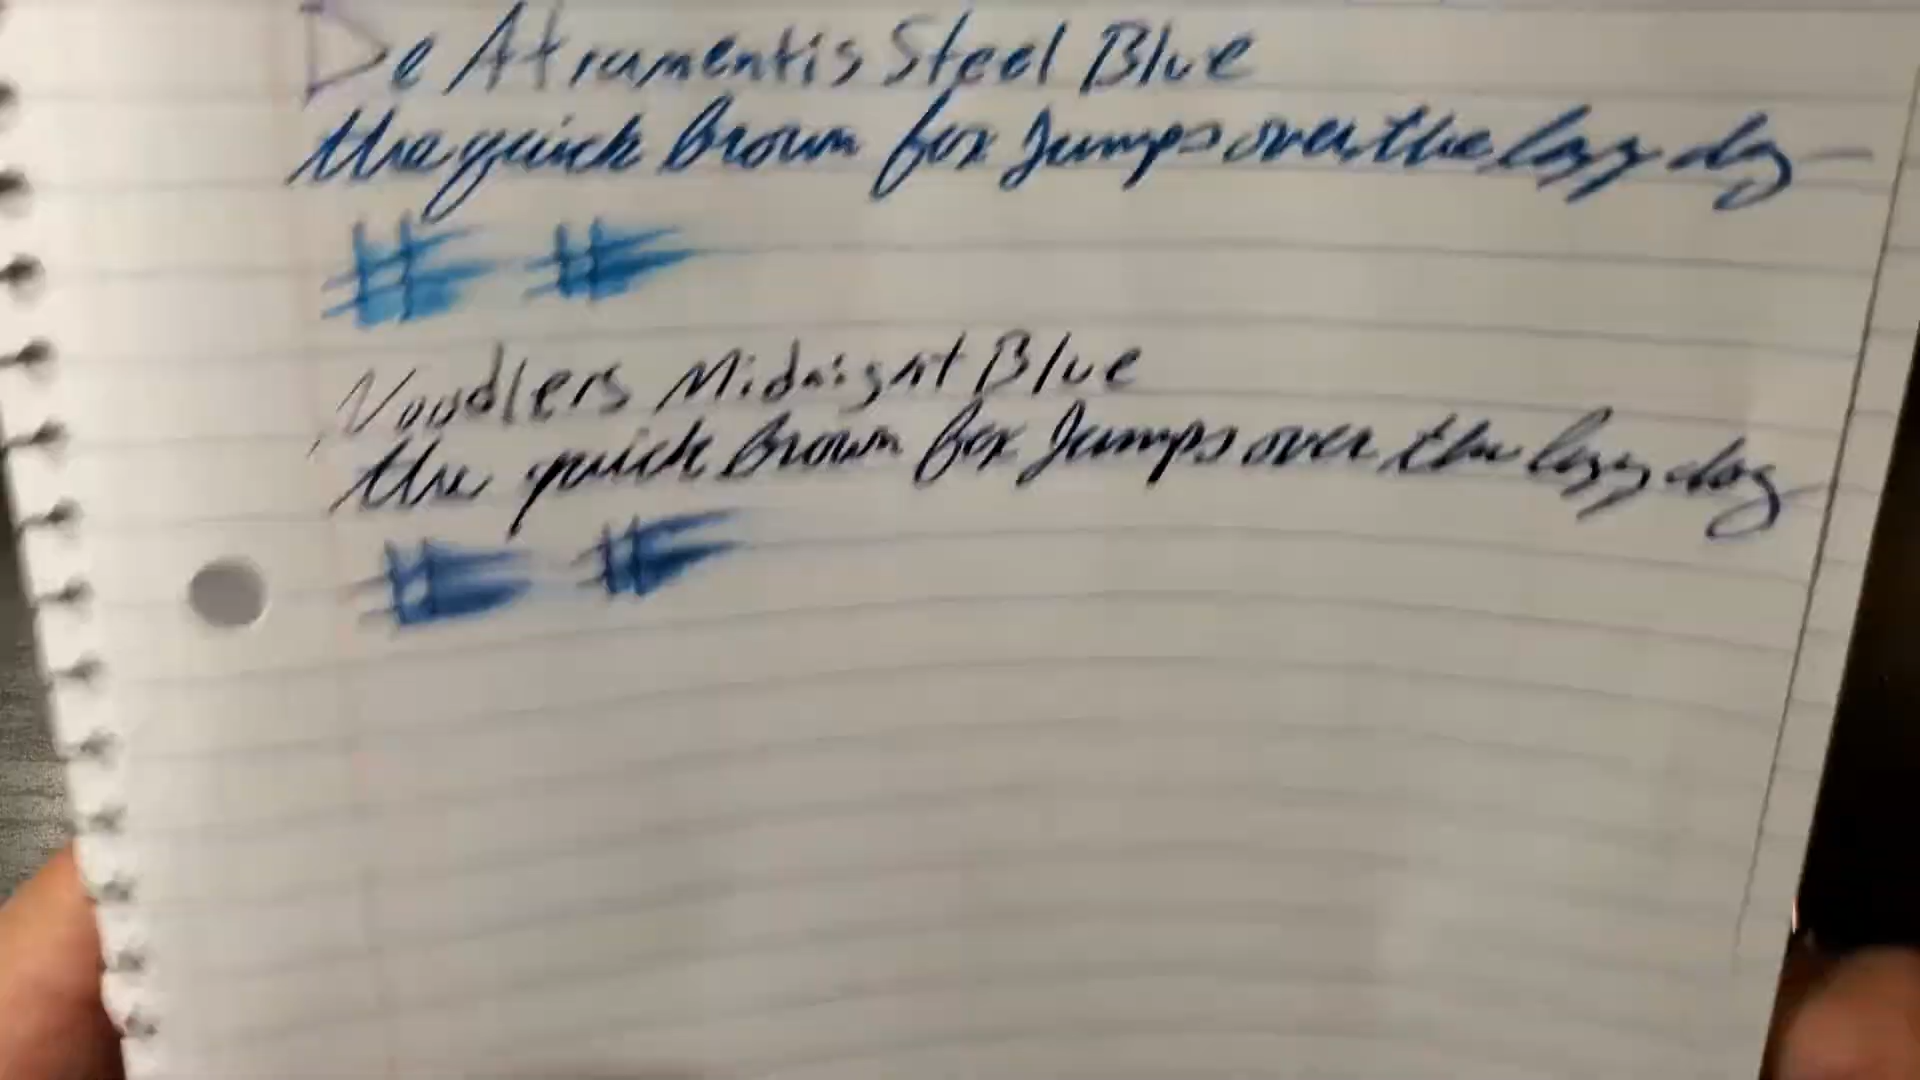 De Atramentis Steel Blue
the quick Brown fox Jumps over the lazy dog
# #
Noodlers Midnight Blue
the quick Brown fox Jumps over the lazy dog
# #